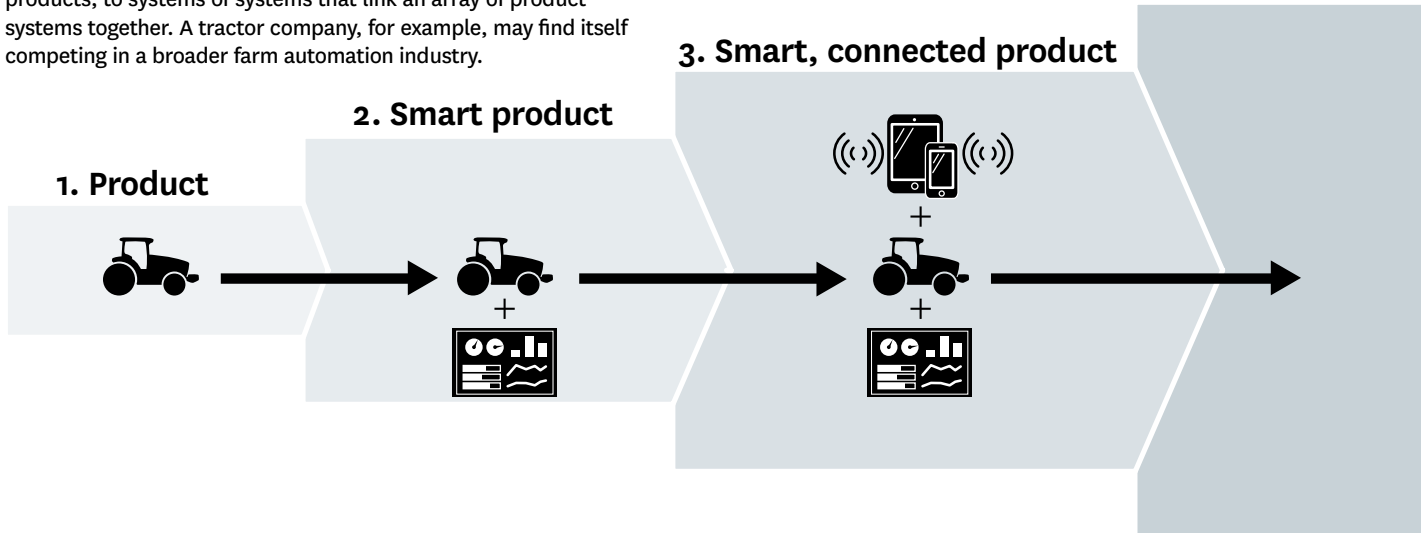 products, to systems of systems that link an array of product
systems together. A tractor company, for example, may find itself
competing in a broader farm automation industry.
3. Smart, connected product
2. Smart product
1. Product
+
+
+